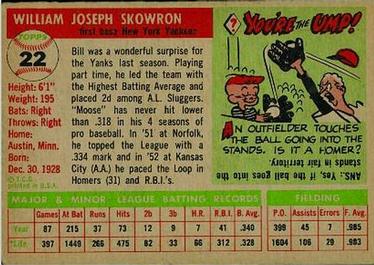 WILLIAM JOSEPH SKOWRON
first base New York Yankees
TOPPS
22
Height: 6'1"
Weight: 195
Bats: Right
Throws: Right
Home:
Austin, Minn.
Born:
Dec. 30, 1928
© T.C.G.
printed in U.S.A.
Bill was a wonderful surprise for
the Yanks last season. Playing
part time, he led the team with
the Highest Batting Average and
placed 2d among A.L. Sluggers.
"Moose" has never hit lower
than .318 in his 4 seasons of
pro baseball. In '51 at Norfolk,
he topped the League with a
.334 mark and in '52 at Kansas
City (A.A.) he paced the Loop in
Homers (31) and R.B.I.'s.
? YOU'RE THE UMP!
AN OUTFIELDER TOUCHES
THE BALL GOING INTO THE
STANDS. IS IT A HOMER?
ANS. Yes if the ball goes into the
stands in fair territory.
MAJOR & MINOR LEAGUE BATTING RECORDS FIELDING
Games At Bat Runs Hits 2b 3b H.R. R.B.I. B. Avg. P.O. Assists Errors F. Avg.
Year 87 215 37 73 12 9 7 41 .340 399 45 7 .985
*Life 397 1449 266 475 82 33 66 312 .328 1604 106 29 .983